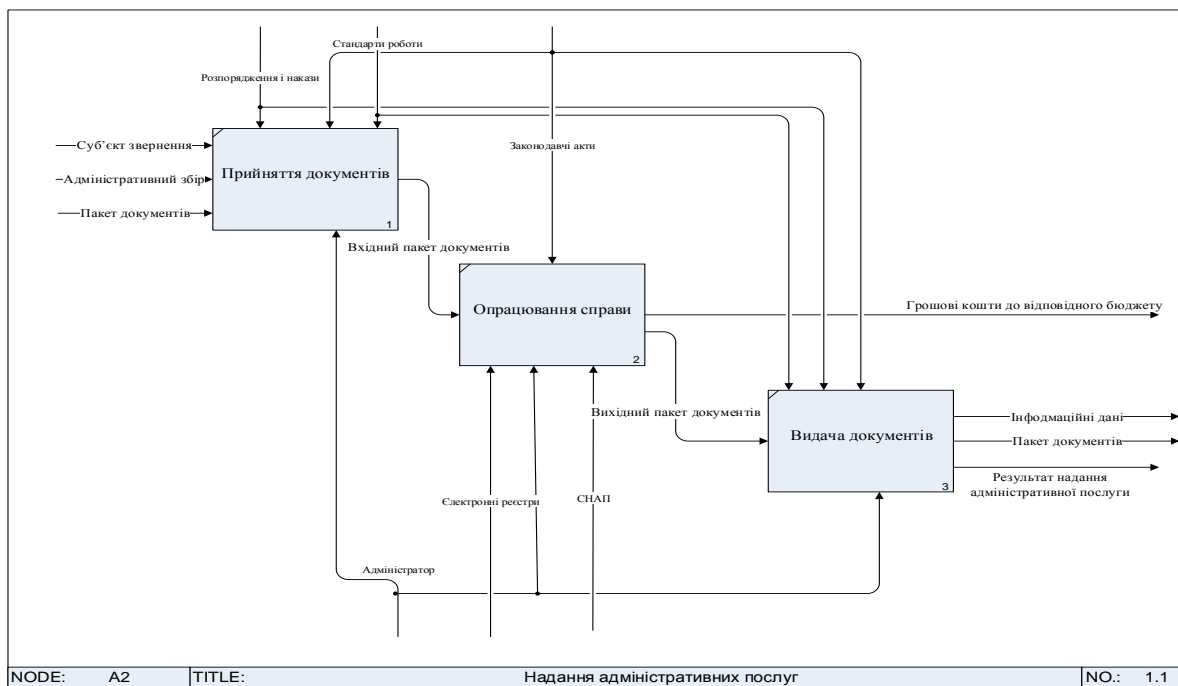 Стандарти роботи
Розпорядження і накази
Суб’єкт звернення
Законодавчі акти
Прийняття документів
Адміністративний збір
Пакет документів
1
Вхідний пакет документів
Опрацювання справи
Грошові кошти до відповідного бюджету
2
Вихідний пакет документів
Інфодмаційні дані
Видача документів
Пакет документів
Результат надання
адміністративної послуги
3
Єлектронні реєстри
СНАП
Адміністратор
NODE: A2 TITLE: Надання адміністративних послуг NO.: 1.1